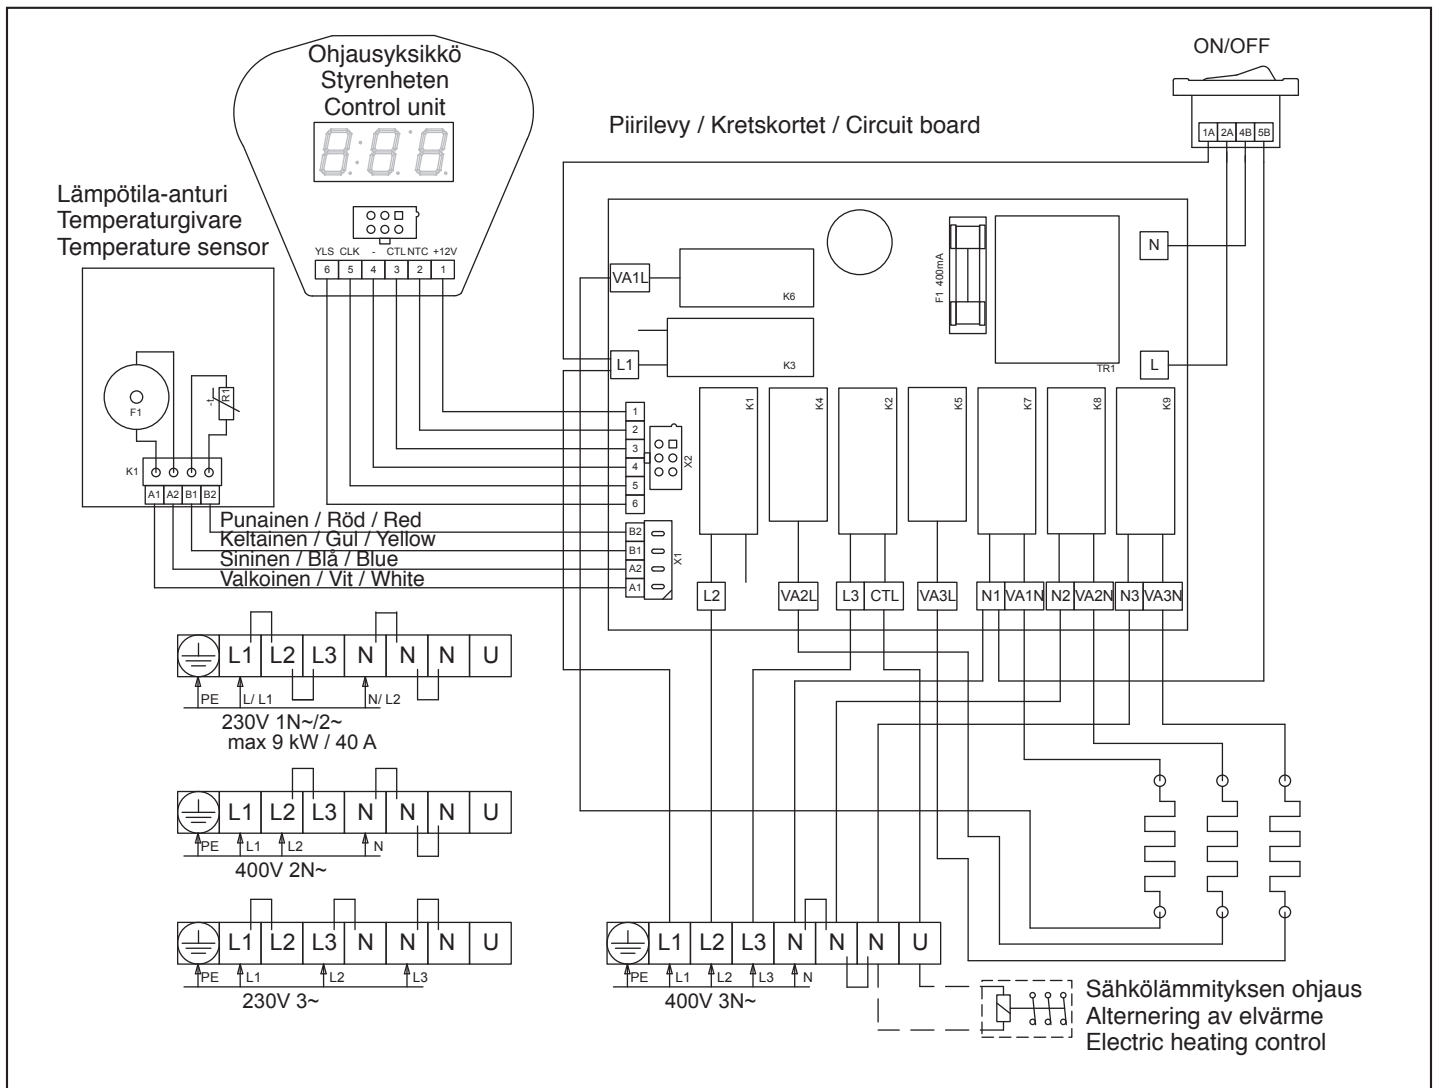 Ohjausyksikkö
Styrenheten
Control unit
8:8.8
YLS CLK - CTL NTC +12V
6 5 4 3 2 1
ON/OFF
1A 2A 4B 5B
Piirilevy / Kretskortet / Circuit board
Lämpötila-anturi
Temperaturgivare
Temperature sensor
F1
-t
R1
K1
A1 A2 B1 B2
VA1L
K6
L1
K3
F1 400mA
TR1
N
L
1
2
3
4
5
6
X2
B2
B1
A2
A1
X1
K1
K4
K2
K5
K7
K8
K9
L2 VA2L L3 CTL VA3L N1 VA1N N2 VA2N N3 VA3N
Punainen / Röd / Red
Keltainen / Gul / Yellow
Sininen / Blå / Blue
Valkoinen / Vit / White
L1 L2 L3 N N N U
PE L/ L1 N/ L2
230V 1N~/2~
max 9 kW / 40 A
L1 L2 L3 N N N U
PE L1 L2 N
400V 2N~
L1 L2 L3 N N N U
PE L1 L2 L3
230V 3~
L1 L2 L3 N N N U
PE L1 L2 L3 N
400V 3N~
Sähkölämmityksen ohjaus
Alternering av elvärme
Electric heating control